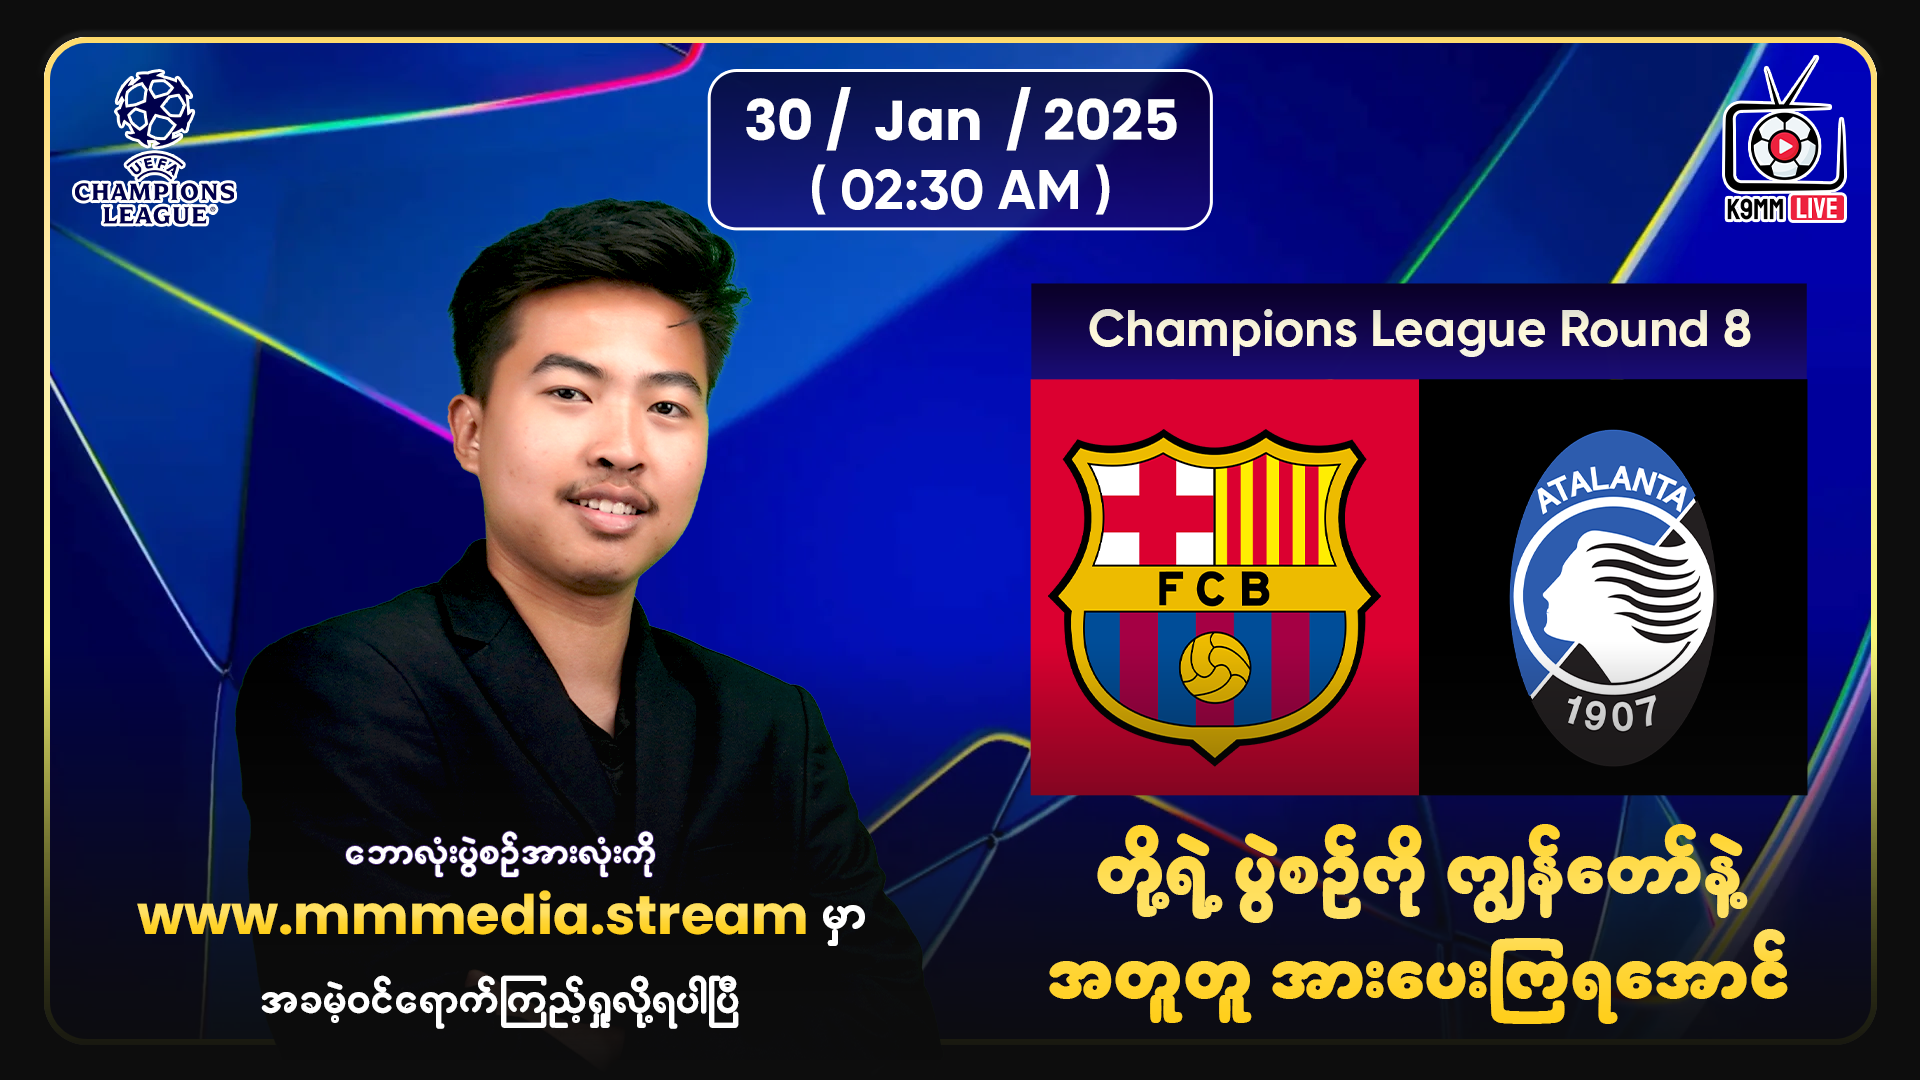 30 / Jan / 2025
( 02:30 AM )
UEFA
CHAMPIONS
LEAGUE®
K9MM LIVE
Champions League Round 8
FCB
ATALANTA
1907
ဘောလုံးပွဲစဉ်အားလုံးကို
www.mmmedia.stream မှာ
အခမဲ့ဝင်ရောက်ကြည့်ရှုလို့ရပါပြီ
တို့ရဲ့ ပွဲစဉ်ကို ကျွန်တော်နဲ့
အတူတူ အားပေးကြရအောင်